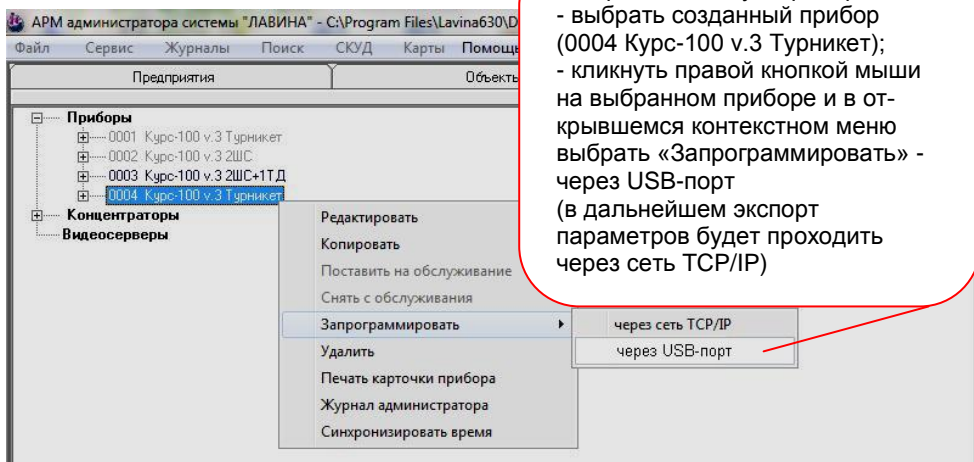 АРМ администратора системы "ЛАВИНА" - C:\Program Files\Lavina630\D
Файл Сервис Журналы Поиск СКУД Карты Помощь
Предприятия Объекты
Приборы
0001 Курс-100 v.3 Турникет
0002 Курс-100 v.3 2ШС
0003 Курс-100 v.3 2ШС+1ТД
0004 Курс-100 v.3 Турникет
Концентраторы
Видеосерверы
Редактировать
Копировать
Поставить на обслуживание
Снять с обслуживания
Запрограммировать
Удалить
Печать карточки прибора
Журнал администратора
Синхронизировать время
через сеть TCP/IP
через USB-порт
- выбрать созданный прибор
(0004 Курс-100 v.3 Турникет);
- кликнуть правой кнопкой мыши
на выбранном приборе и в от-
крывшемся контекстном меню
выбрать «Запрограммировать» -
через USB-порт
(в дальнейшем экспорт
параметров будет проходить
через сеть TCP/IP)